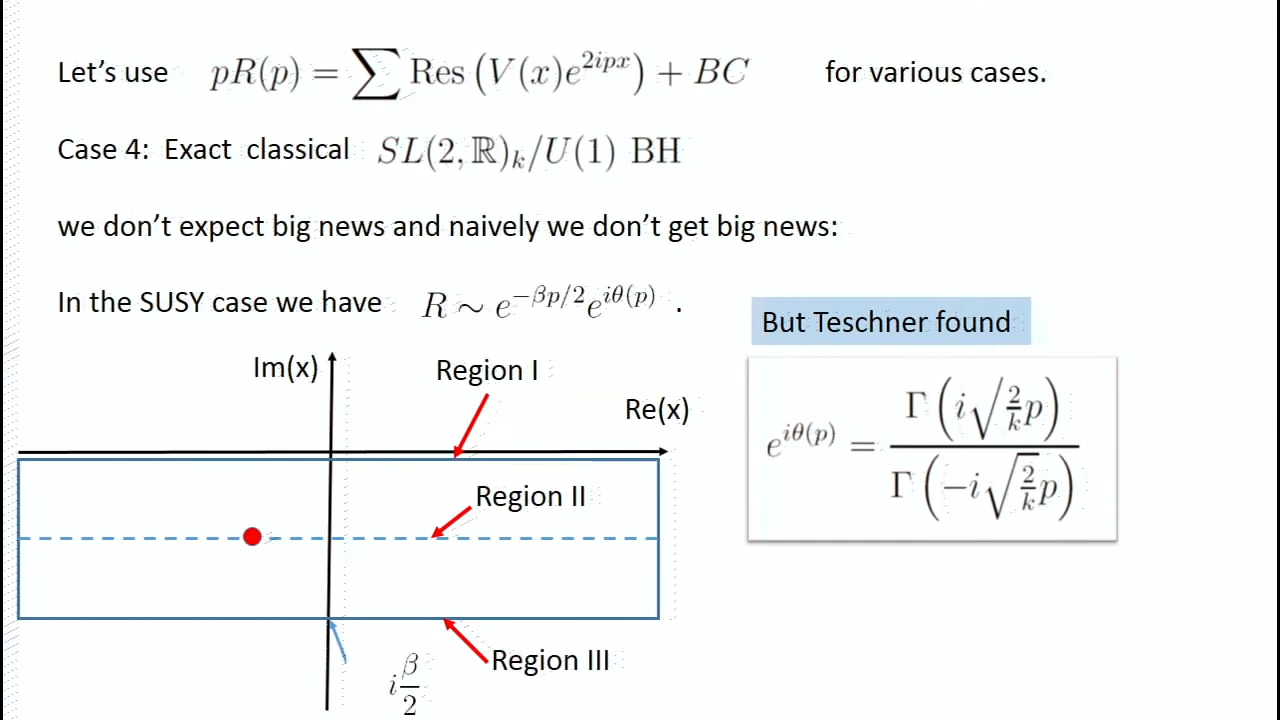 Let's use pR(p) = ∑ Res (V(x)e^{2ipx}) + BC for various cases.
Case 4: Exact classical SL(2, ℝ)_k/U(1) BH
we don't expect big news and naively we don't get big news:
In the SUSY case we have R ∼ e^{−βp/2}e^{iθ(p)} .
But Teschner found
Im(x)
Region I
Re(x)
e^{iθ(p)} = Γ(i√(2/k)p) / Γ(−i√(2/k)p)
Region II
Region III
i β/2